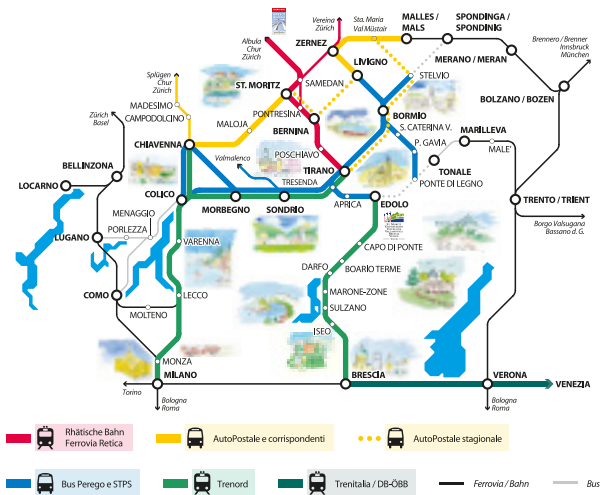 Sta. Maria
Val Müstair
MALLES /
MALS
SPONDINGA /
SPONDINIG
Vereina
Zürich
ZERNEZ
Albula
Chur
Zürich
LIVIGNO
MERANO / MERAN
Brennero / Brenner
Innsbruck
München
STELVIO
SAMEDAN
ST. MORITZ
Splügen
Chur
Zürich
BOLZANO / BOZEN
MADESIMO
CAMPODOLCINO
PONTRESINA
BORMIO
Zürich
Basel
MALOJA
BERNINA
S. CATERINA V.
MARILLEVA
CHIAVENNA
P. GAVIA
MALE'
POSCHIAVO
Valmalenco
TONALE
BELLINZONA
TIRANO
TRESENDA
PONTE DI LEGNO
LOCARNO
COLICO
MORBEGNO
SONDRIO
APRICA
EDOLO
TRENTO / TRIENT
MENAGGIO
PORLEZZA
Borgo Valsugana
Bassano d. G.
LUGANO
VARENNA
CAPO DI PONTE
DARFO
BOARIO TERME
COMO
LECCO
MARONE-ZONE
MOLTENO
SULZANO
ISEO
MONZA
MILANO
BRESCIA
VERONA
VENEZIA
Torino
Bologna
Roma
Bologna
Roma
Rhätische Bahn
Ferrovia Retica
AutoPostale e corrispondenti
AutoPostale stagionale
Bus Perego e STPS
Trenord
Trenitalia / DB-ÖBB
Ferrovia / Bahn
Bus